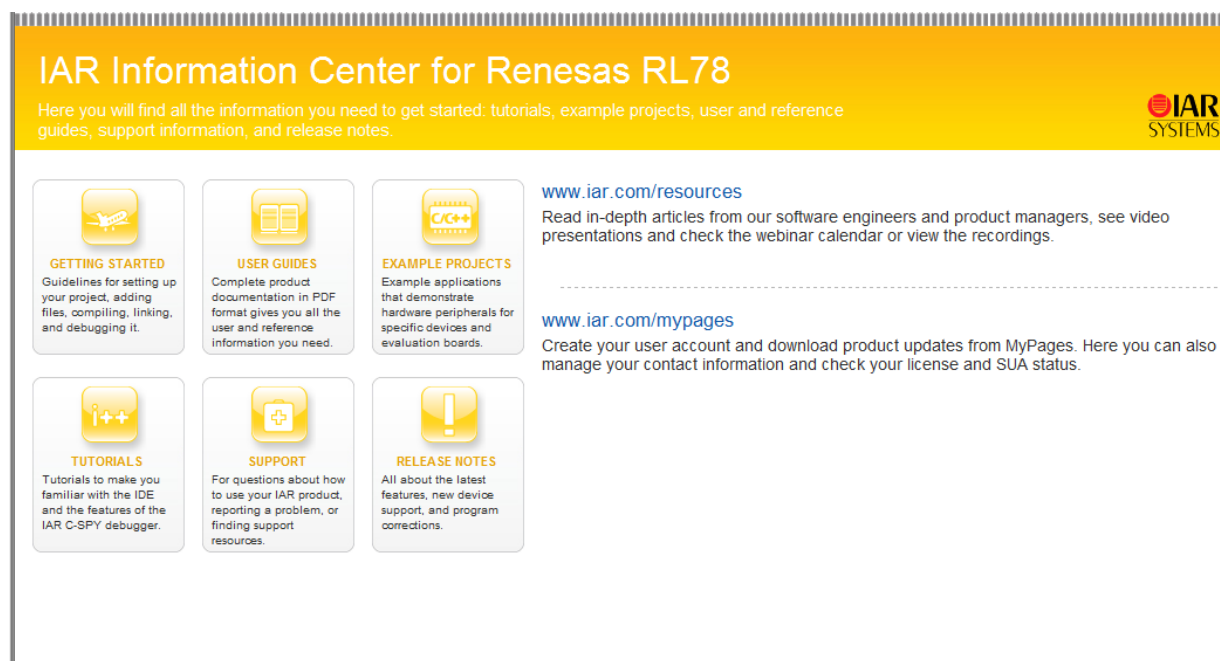 IAR Information Center for Renesas RL78
Here you will find all the information you need to get started: tutorials, example projects, user and reference
guides, support information, and release notes.
IAR
SYSTEMS
GETTING STARTED
Guidelines for setting up
your project, adding
files, compiling, linking,
and debugging it.
USER GUIDES
Complete product
documentation in PDF
format gives you all the
user and reference
information you need.
C/C++
EXAMPLE PROJECTS
Example applications
that demonstrate
hardware peripherals for
specific devices and
evaluation boards.
www.iar.com/resources
Read in-depth articles from our software engineers and product managers, see video
presentations and check the webinar calendar or view the recordings.
www.iar.com/mypages
Create your user account and download product updates from MyPages. Here you can also
manage your contact information and check your license and SUA status.
i++
TUTORIALS
Tutorials to make you
familiar with the IDE
and the features of the
IAR C-SPY debugger.
SUPPORT
For questions about how
to use your IAR product,
reporting a problem, or
finding support
resources.
RELEASE NOTES
All about the latest
features, new device
support, and program
corrections.